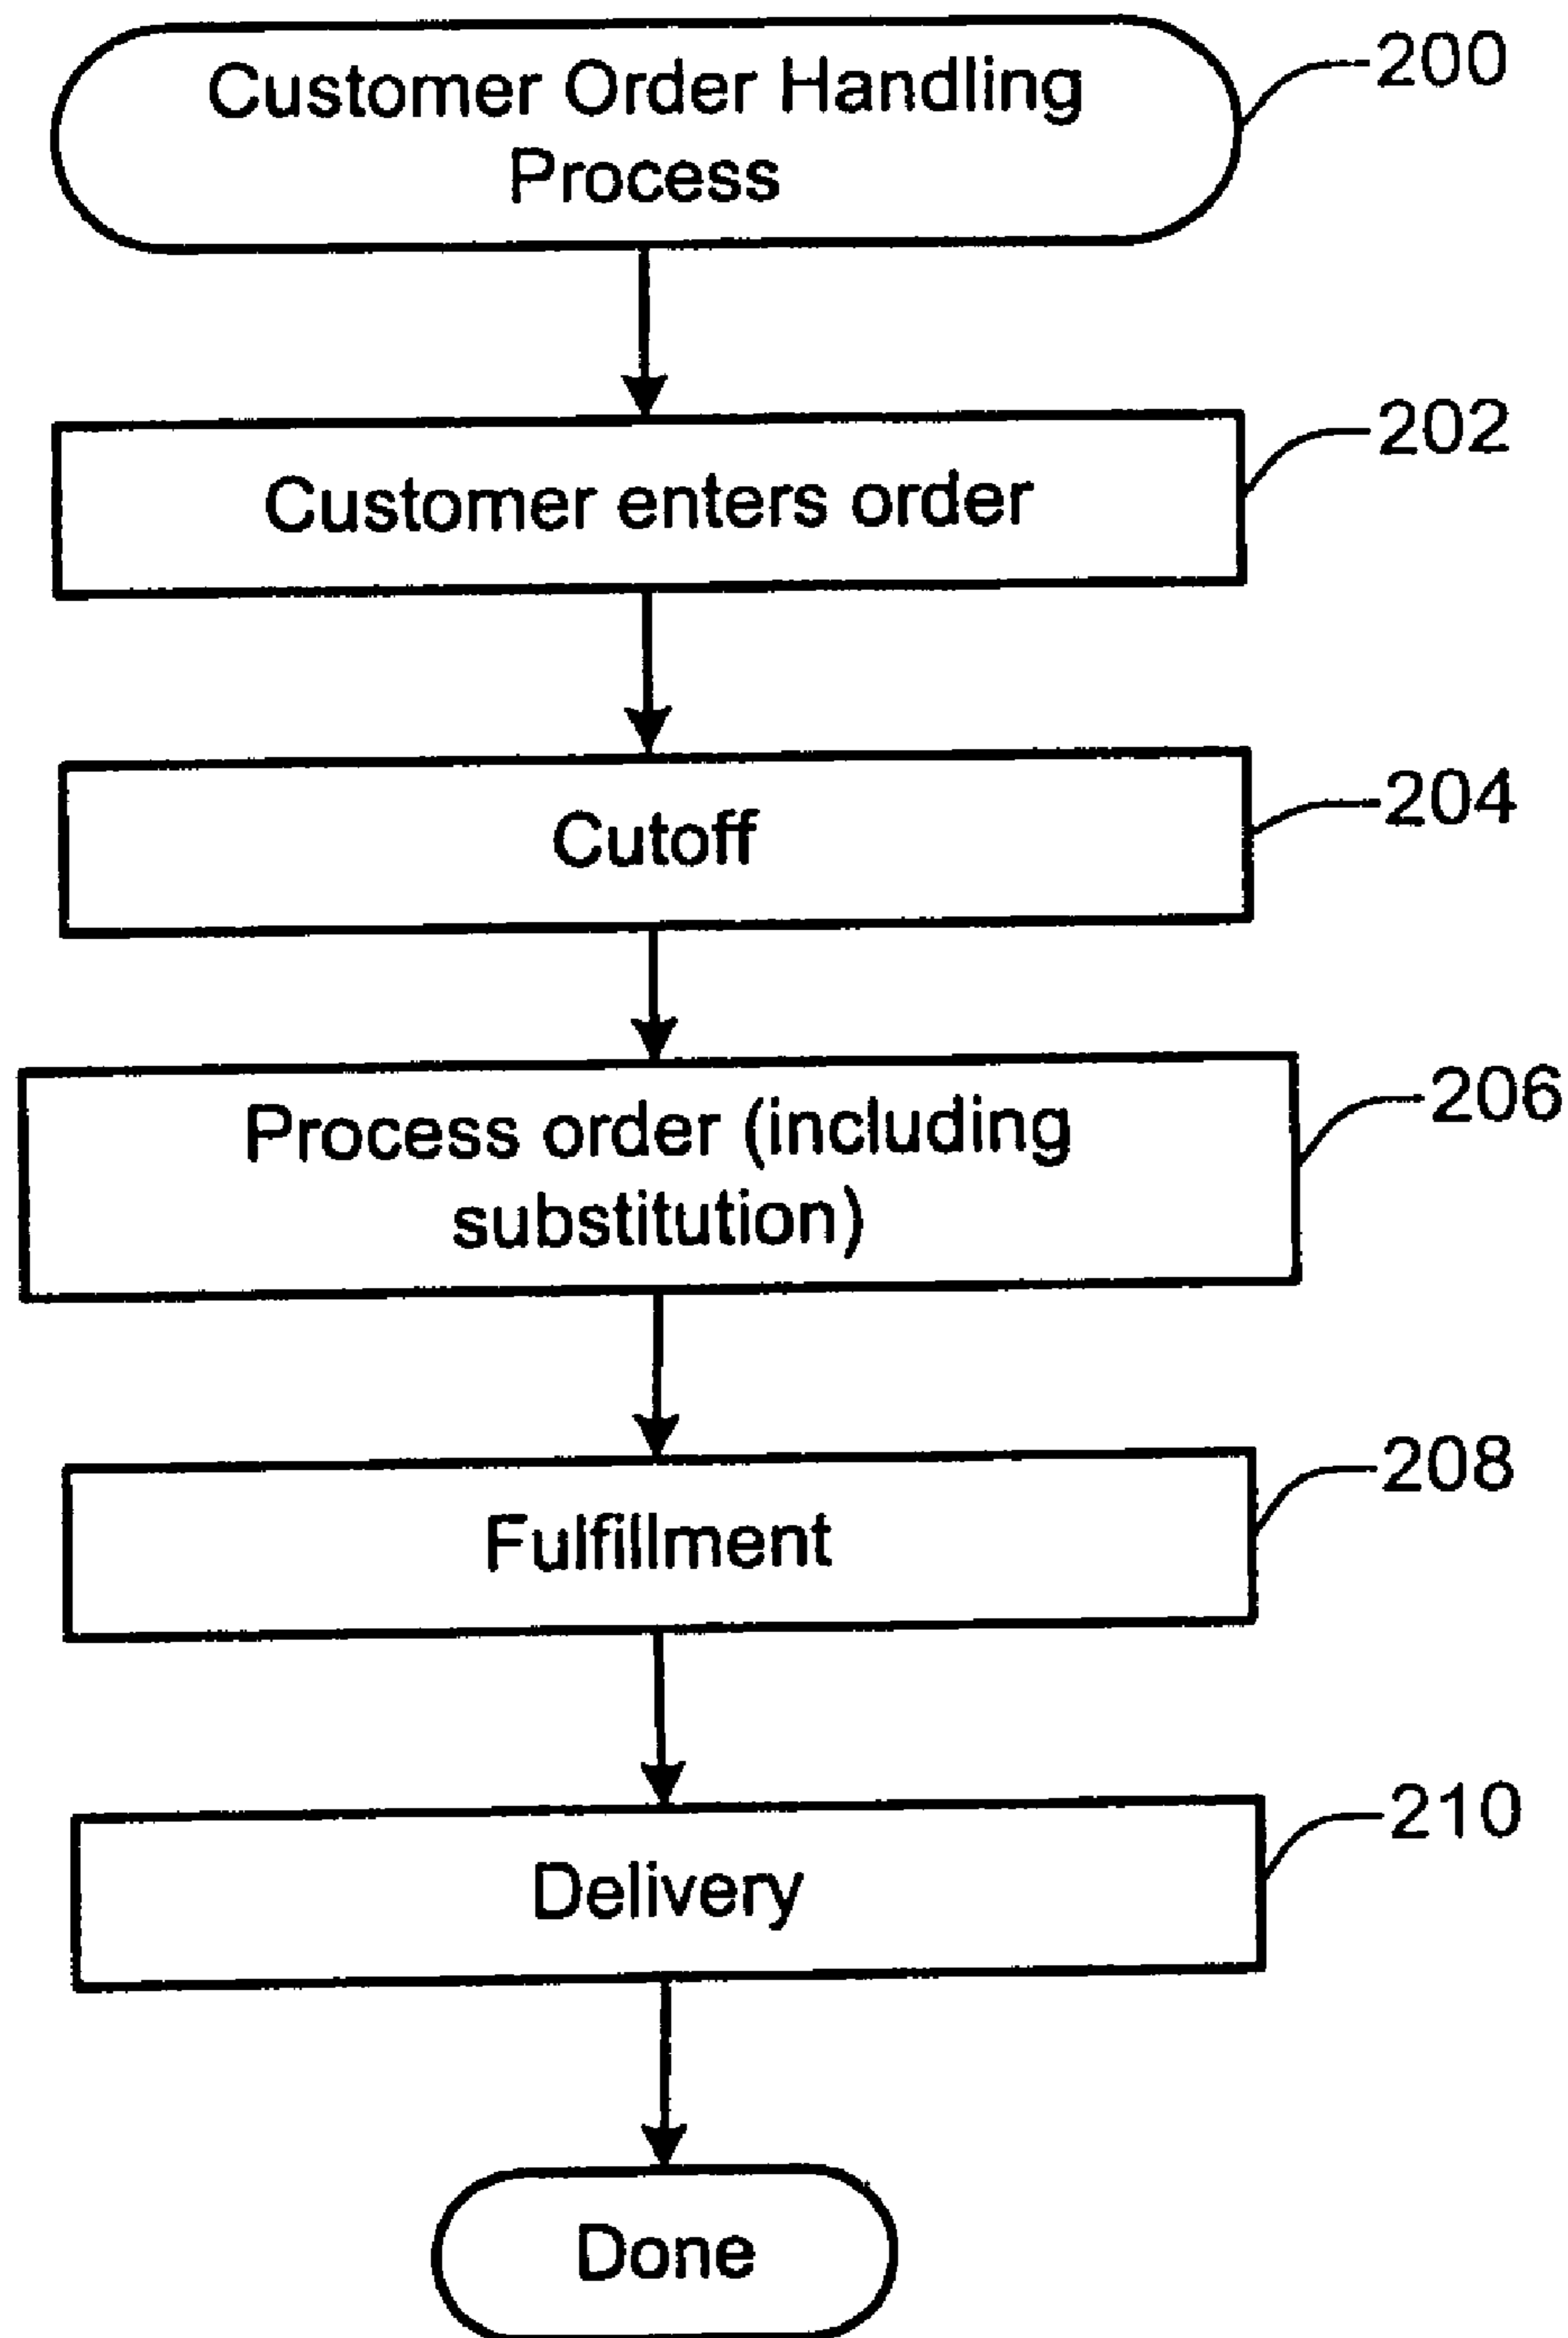 Customer Order Handling
Process
200
Customer enters order
202
Cutoff
204
Process order (including
substitution)
206
Fulfillment
208
Delivery
210
Done